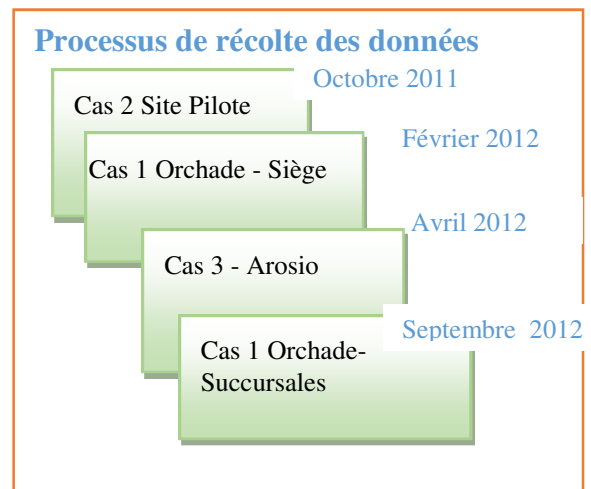 Processus de récolte des données
Octobre 2011
Cas 2 Site Pilote
Février 2012
Cas 1 Orchade - Siège
Avril 2012
Cas 3 - Arosio
Septembre 2012
Cas 1 Orchade-
Succursales